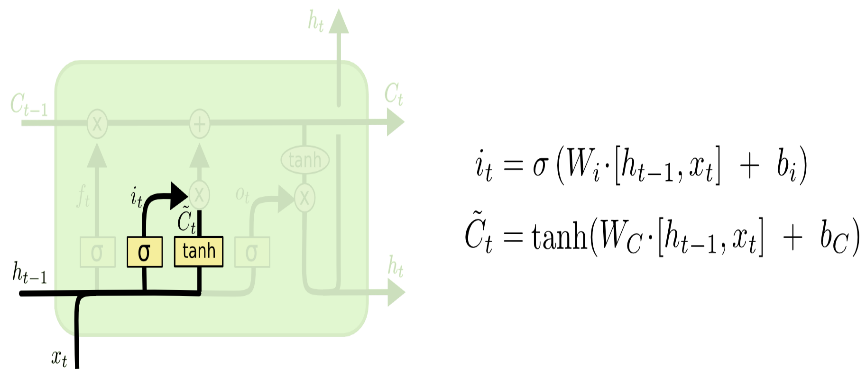 h_t
C_{t-1}
C_t
×
+
tanh
f_t
i_t
×
o_t
×
C̃_t
σ
σ
tanh
σ
h_{t-1}
h_t
x_t
i_t = σ(W_i·[h_{t-1}, x_t] + b_i)
C̃_t = tanh(W_C·[h_{t-1}, x_t] + b_C)